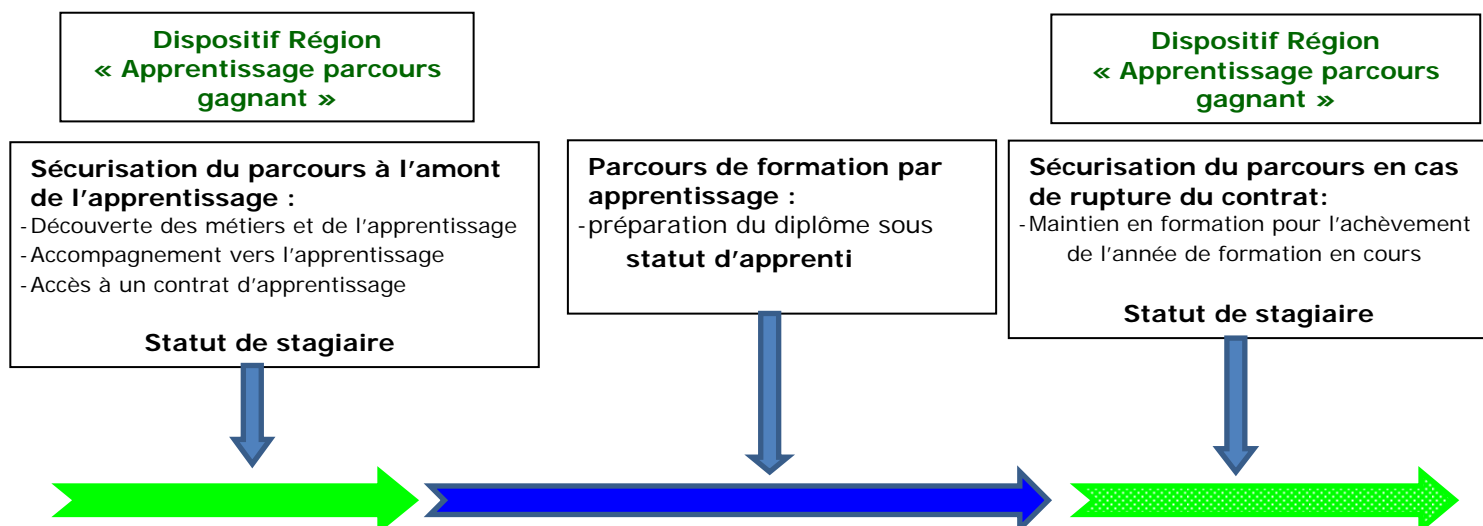 Dispositif Région
« Apprentissage parcours
gagnant »
Dispositif Région
« Apprentissage parcours
gagnant »
Sécurisation du parcours à l'amont
de l'apprentissage :
-Découverte des métiers et de l'apprentissage
-Accompagnement vers l'apprentissage
-Accès à un contrat d'apprentissage
Statut de stagiaire
Parcours de formation par
apprentissage :
-préparation du diplôme sous
statut d'apprenti
Sécurisation du parcours en cas
de rupture du contrat:
-Maintien en formation pour l'achèvement
de l'année de formation en cours
Statut de stagiaire